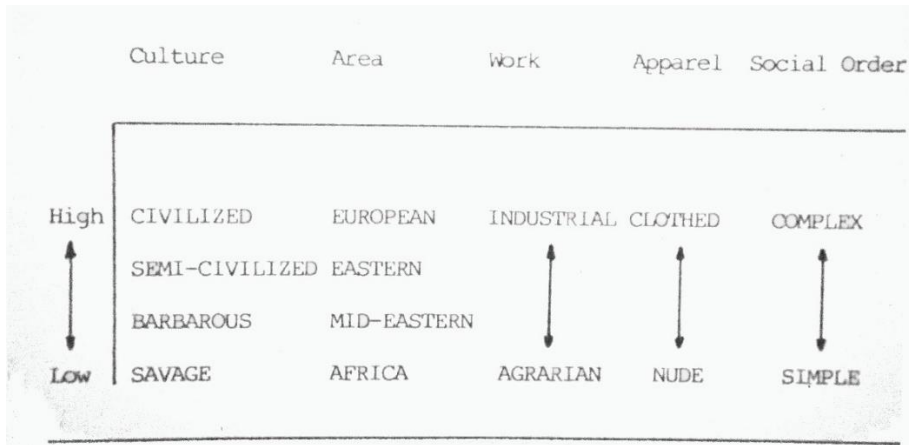 Culture Area Work Apparel Social Order
High CIVILIZED EUROPEAN INDUSTRIAL CLOTHED COMPLEX
SEMI-CIVILIZED EASTERN
BARBAROUS MID-EASTERN
Low SAVAGE AFRICA AGRARIAN NUDE SIMPLE